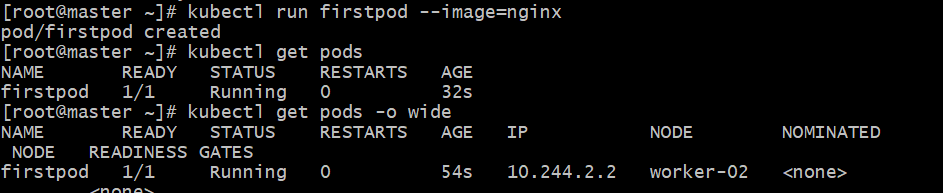 [root@master ~]# kubectl run firstpod --image=nginx
pod/firstpod created
[root@master ~]# kubectl get pods
NAME       READY   STATUS    RESTARTS   AGE
firstpod   1/1     Running   0          32s
[root@master ~]# kubectl get pods -o wide
NAME       READY   STATUS    RESTARTS   AGE   IP           NODE        NOMINATED
 NODE   READINESS GATES
firstpod   1/1     Running   0          54s   10.244.2.2   worker-02   <none>
        <none>